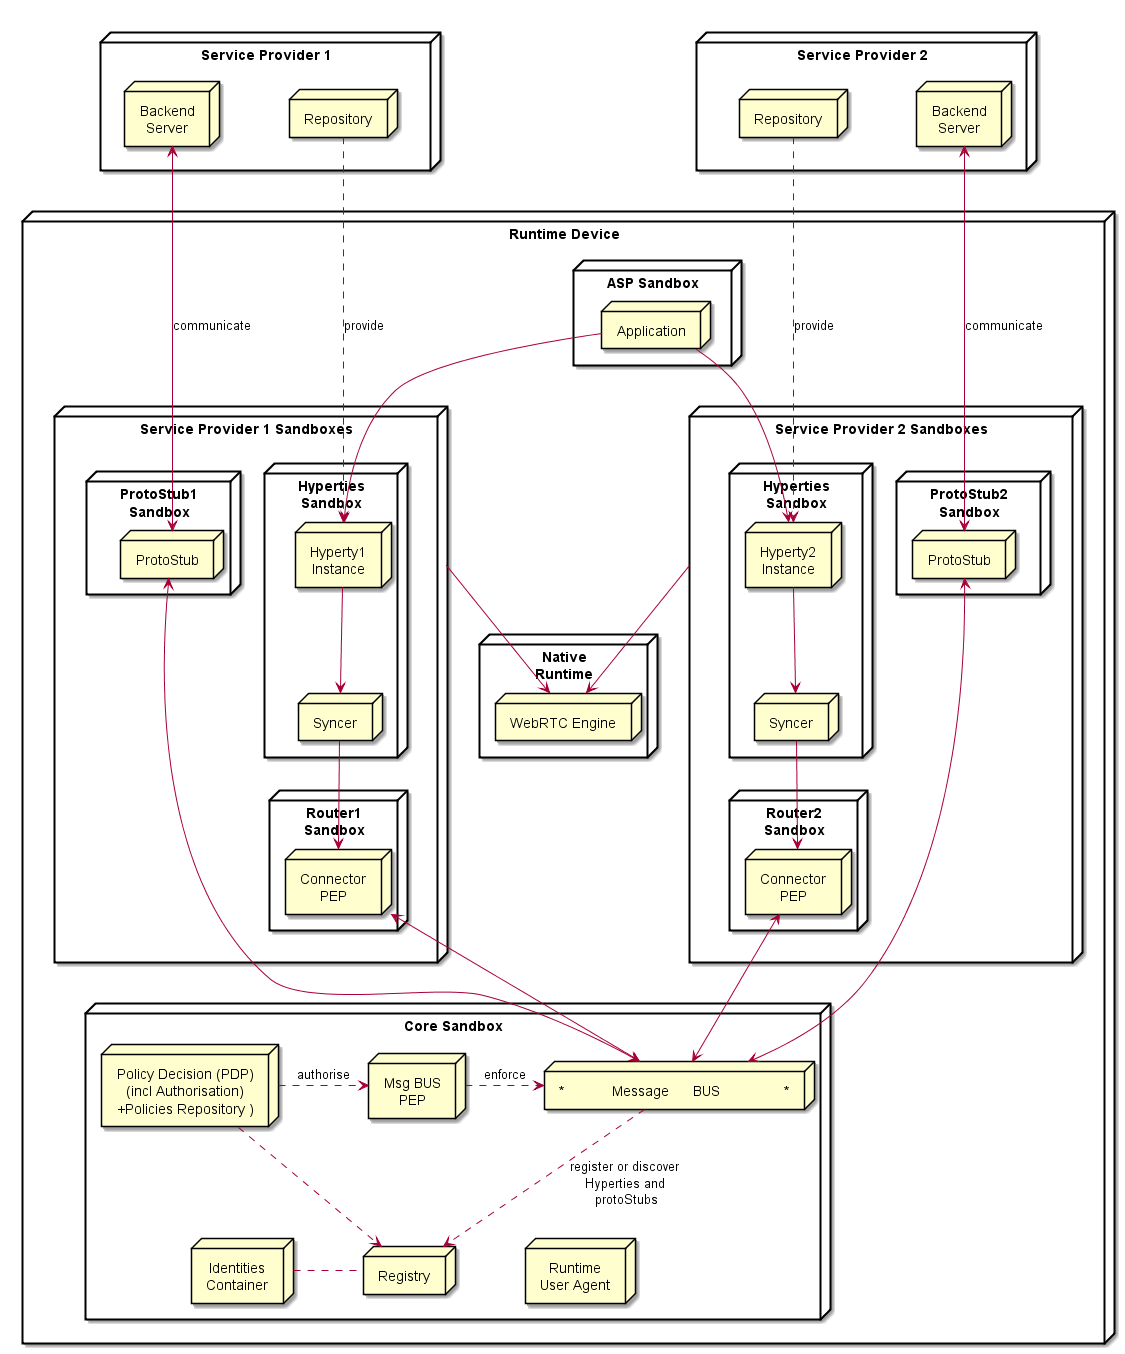 Service Provider 1
Service Provider 2
Backend
Server
Repository
Repository
Backend
Server
Runtime Device
ASP Sandbox
Application
communicate
provide
provide
communicate
Service Provider 1 Sandboxes
Service Provider 2 Sandboxes
ProtoStub1
Sandbox
ProtoStub
Hyperties
Sandbox
Hyperty1
Instance
Hyperties
Sandbox
Hyperty2
Instance
ProtoStub2
Sandbox
ProtoStub
Native
Runtime
WebRTC Engine
Syncer
Syncer
Router1
Sandbox
Connector
PEP
Router2
Sandbox
Connector
PEP
Core Sandbox
Policy Decision (PDP)
(incl Authorisation)
+Policies Repository )
authorise
Msg BUS
PEP
enforce
* Message BUS *
register or discover
Hyperties and
protoStubs
Identities
Container
Registry
Runtime
User Agent